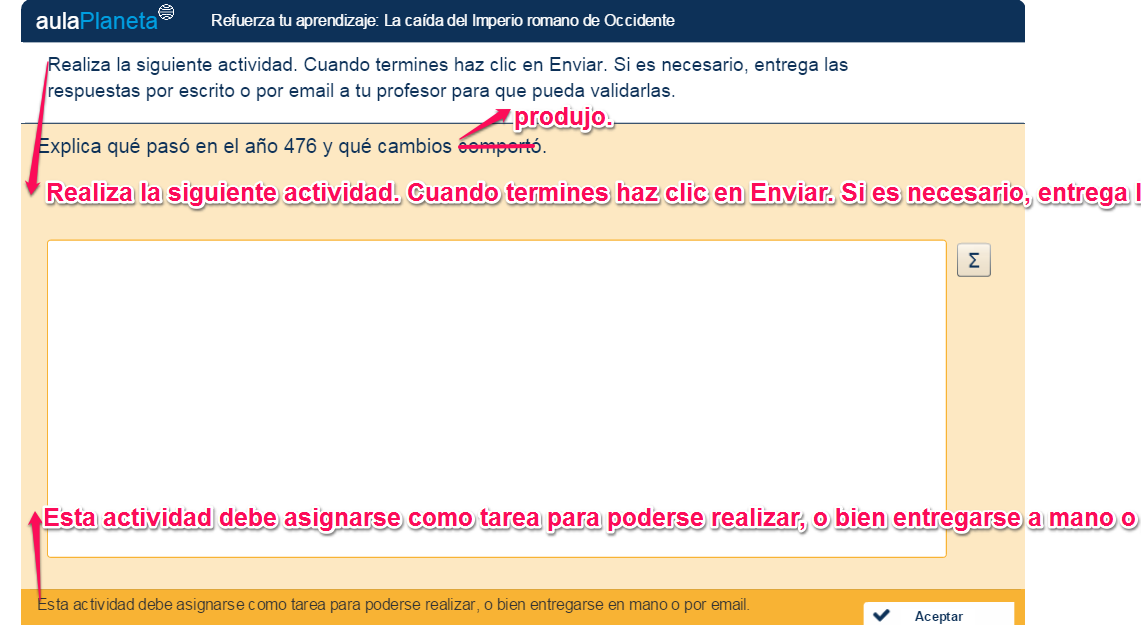 aulaPlaneta Refuerza tu aprendizaje: La caída del Imperio romano de Occidente
Realiza la siguiente actividad. Cuando termines haz clic en Enviar. Si es necesario, entrega las
respuestas por escrito o por email a tu profesor para que pueda validarlas.
produjo.
Explica qué pasó en el año 476 y qué cambios comportó.
Realiza la siguiente actividad. Cuando termines haz clic en Enviar. Si es necesario, entrega l
Σ
Esta actividad debe asignarse como tarea para poderse realizar, o bien entregarse a mano o
Esta actividad debe asignarse como tarea para poderse realizar, o bien entregarse en mano o por email.
Aceptar